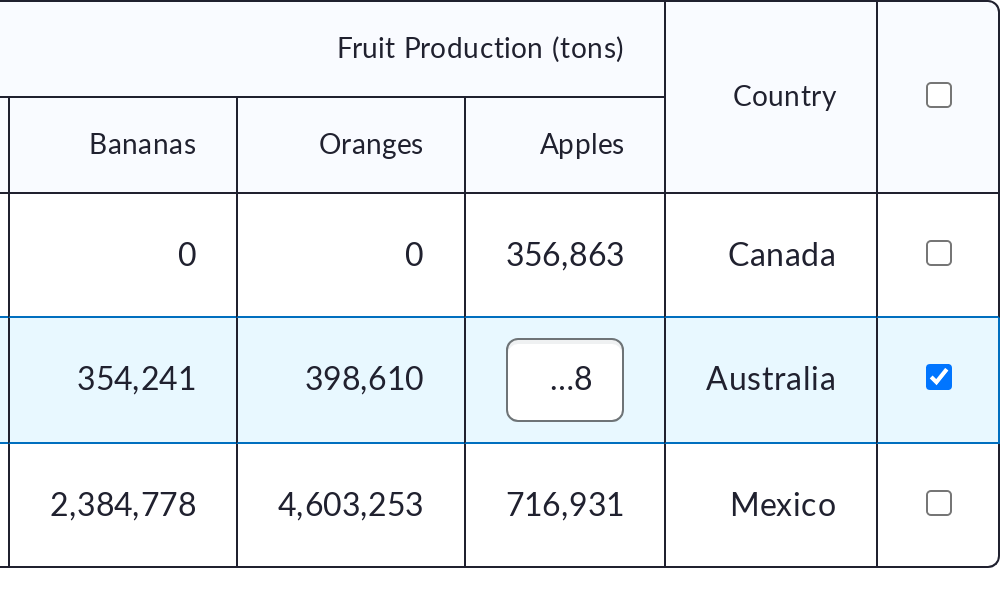 Fruit Production (tons) Country
Bananas Oranges Apples
0 0 356,863 Canada
354,241 398,610 ...8 Australia
2,384,778 4,603,253 716,931 Mexico